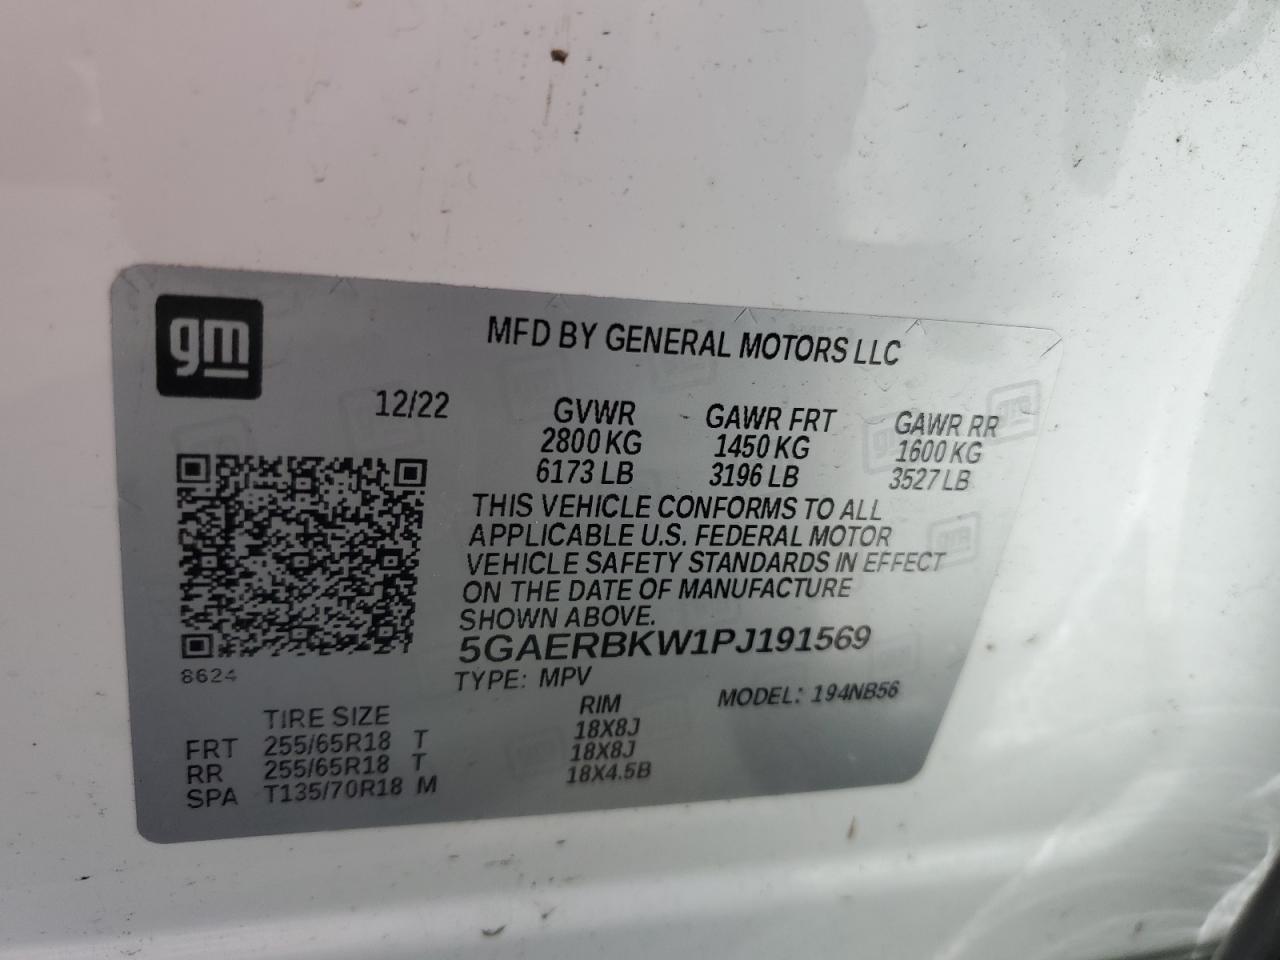 gm
MFD BY GENERAL MOTORS LLC
12/22 GVWR GAWR FRT GAWR RR
2800 KG 1450 KG 1600 KG
6173 LB 3196 LB 3527 LB
THIS VEHICLE CONFORMS TO ALL
APPLICABLE U.S. FEDERAL MOTOR
VEHICLE SAFETY STANDARDS IN EFFECT
ON THE DATE OF MANUFACTURE
SHOWN ABOVE.
5GAERBKW1PJ191569
8624
TYPE: MPV MODEL: 194NB56
TIRE SIZE RIM
FRT 255/65R18 T 18X8J
RR 255/65R18 T 18X8J
SPA T135/70R18 M 18X4.5B